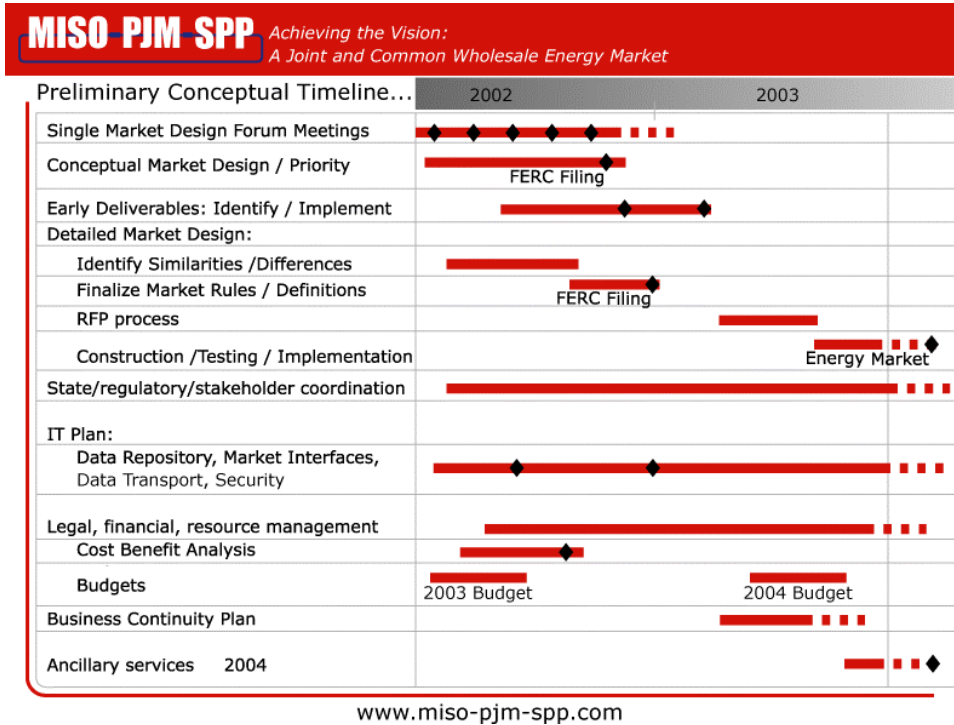 MISO-PJM-SPP
Achieving the Vision:
A Joint and Common Wholesale Energy Market
Preliminary Conceptual Timeline...
2002
2003
Single Market Design Forum Meetings
Conceptual Market Design / Priority
FERC Filing
Early Deliverables: Identify / Implement
Detailed Market Design:
Identify Similarities /Differences
Finalize Market Rules / Definitions
FERC Filing
RFP process
Construction /Testing / Implementation
Energy Market
State/regulatory/stakeholder coordination
IT Plan:
Data Repository, Market Interfaces,
Data Transport, Security
Legal, financial, resource management
Cost Benefit Analysis
Budgets
2003 Budget
2004 Budget
Business Continuity Plan
Ancillary services 2004
www.miso-pjm-spp.com